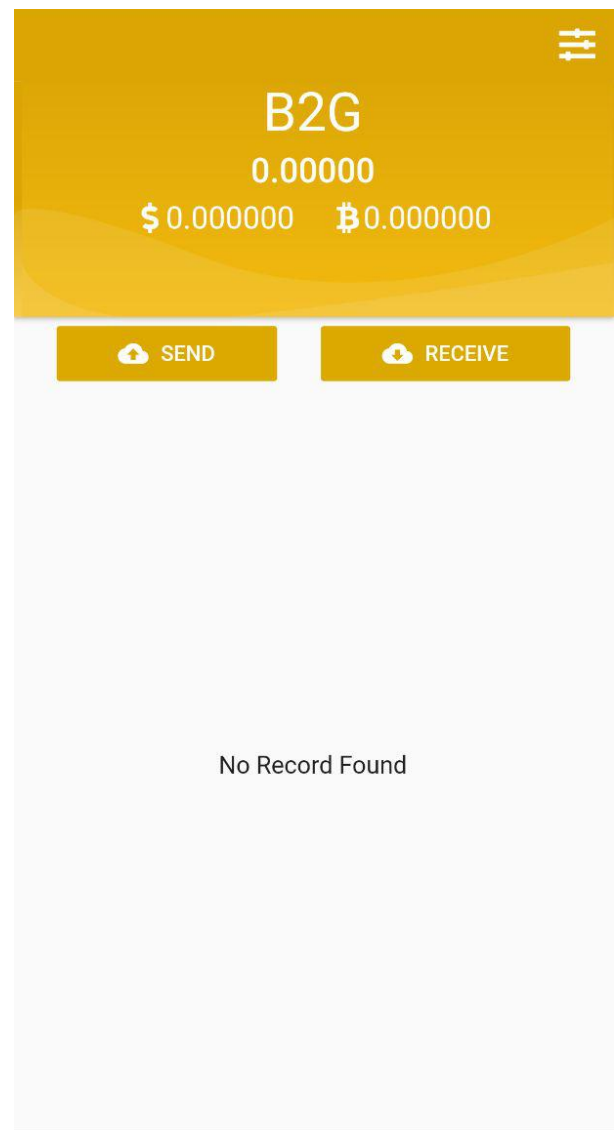 B2G
0.00000
$ 0.000000 ₿ 0.000000
SEND RECEIVE
No Record Found